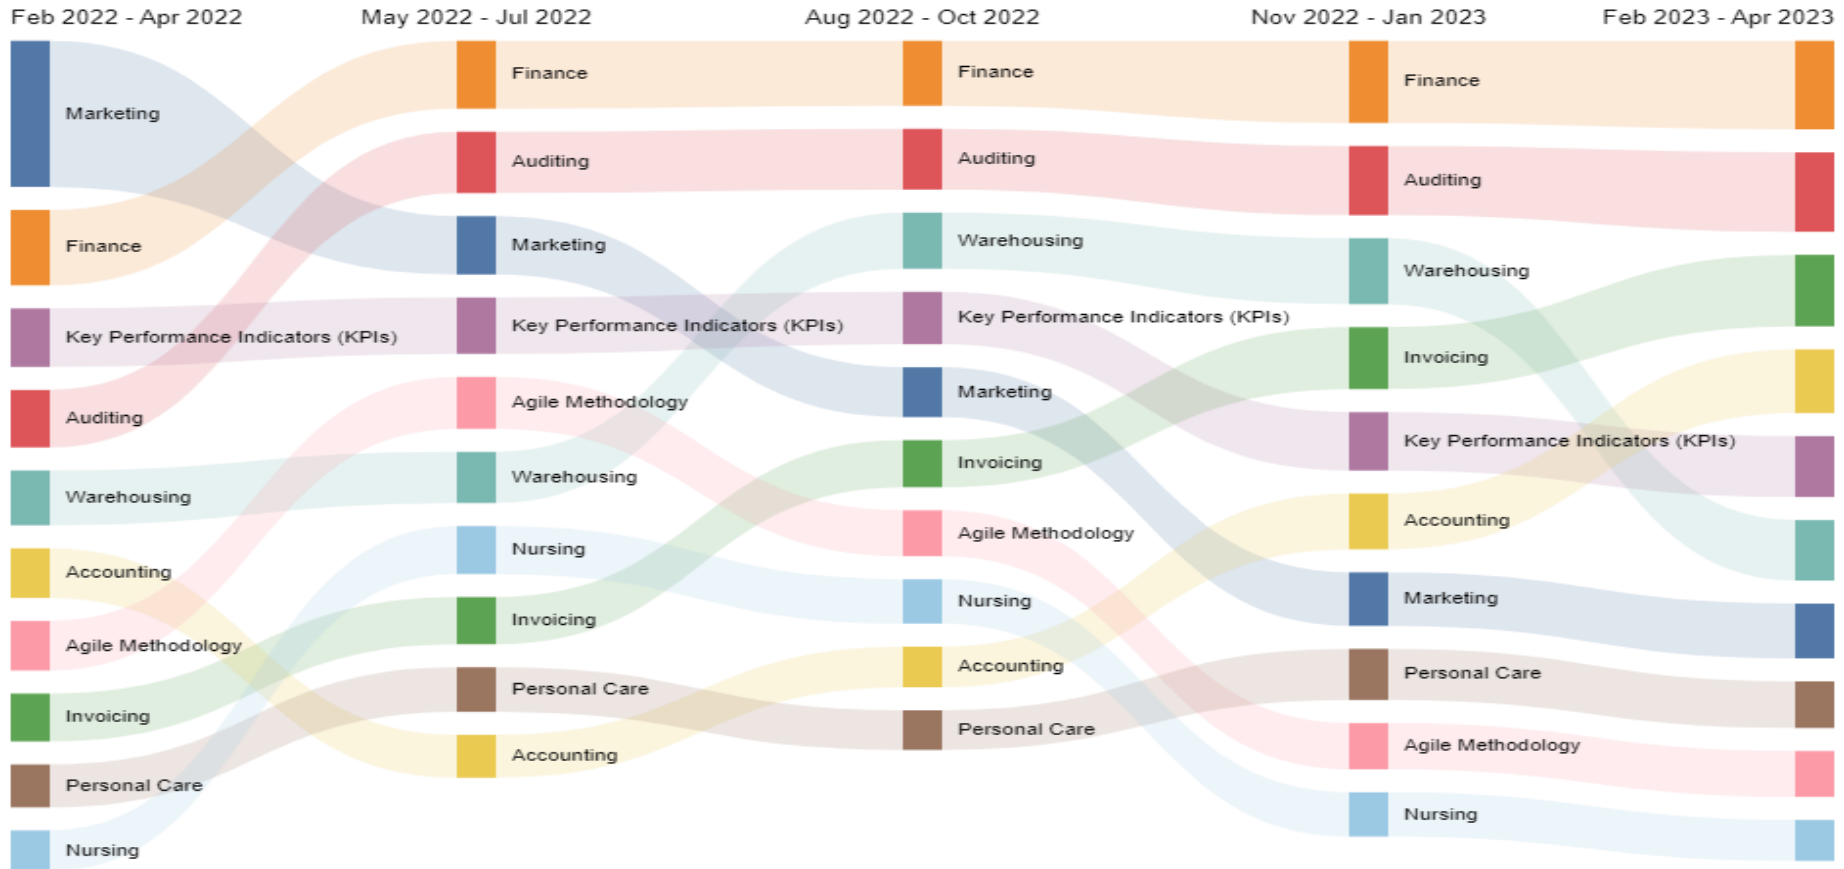 Feb 2022 - Apr 2022
May 2022 - Jul 2022
Aug 2022 - Oct 2022
Nov 2022 - Jan 2023
Feb 2023 - Apr 2023
Marketing
Finance
Key Performance Indicators (KPIs)
Auditing
Warehousing
Accounting
Agile Methodology
Invoicing
Personal Care
Nursing
Finance
Auditing
Marketing
Key Performance Indicators (KPIs)
Agile Methodology
Warehousing
Nursing
Invoicing
Personal Care
Accounting
Finance
Auditing
Warehousing
Key Performance Indicators (KPIs)
Marketing
Invoicing
Agile Methodology
Nursing
Accounting
Personal Care
Finance
Auditing
Warehousing
Invoicing
Key Performance Indicators (KPIs)
Accounting
Marketing
Personal Care
Agile Methodology
Nursing